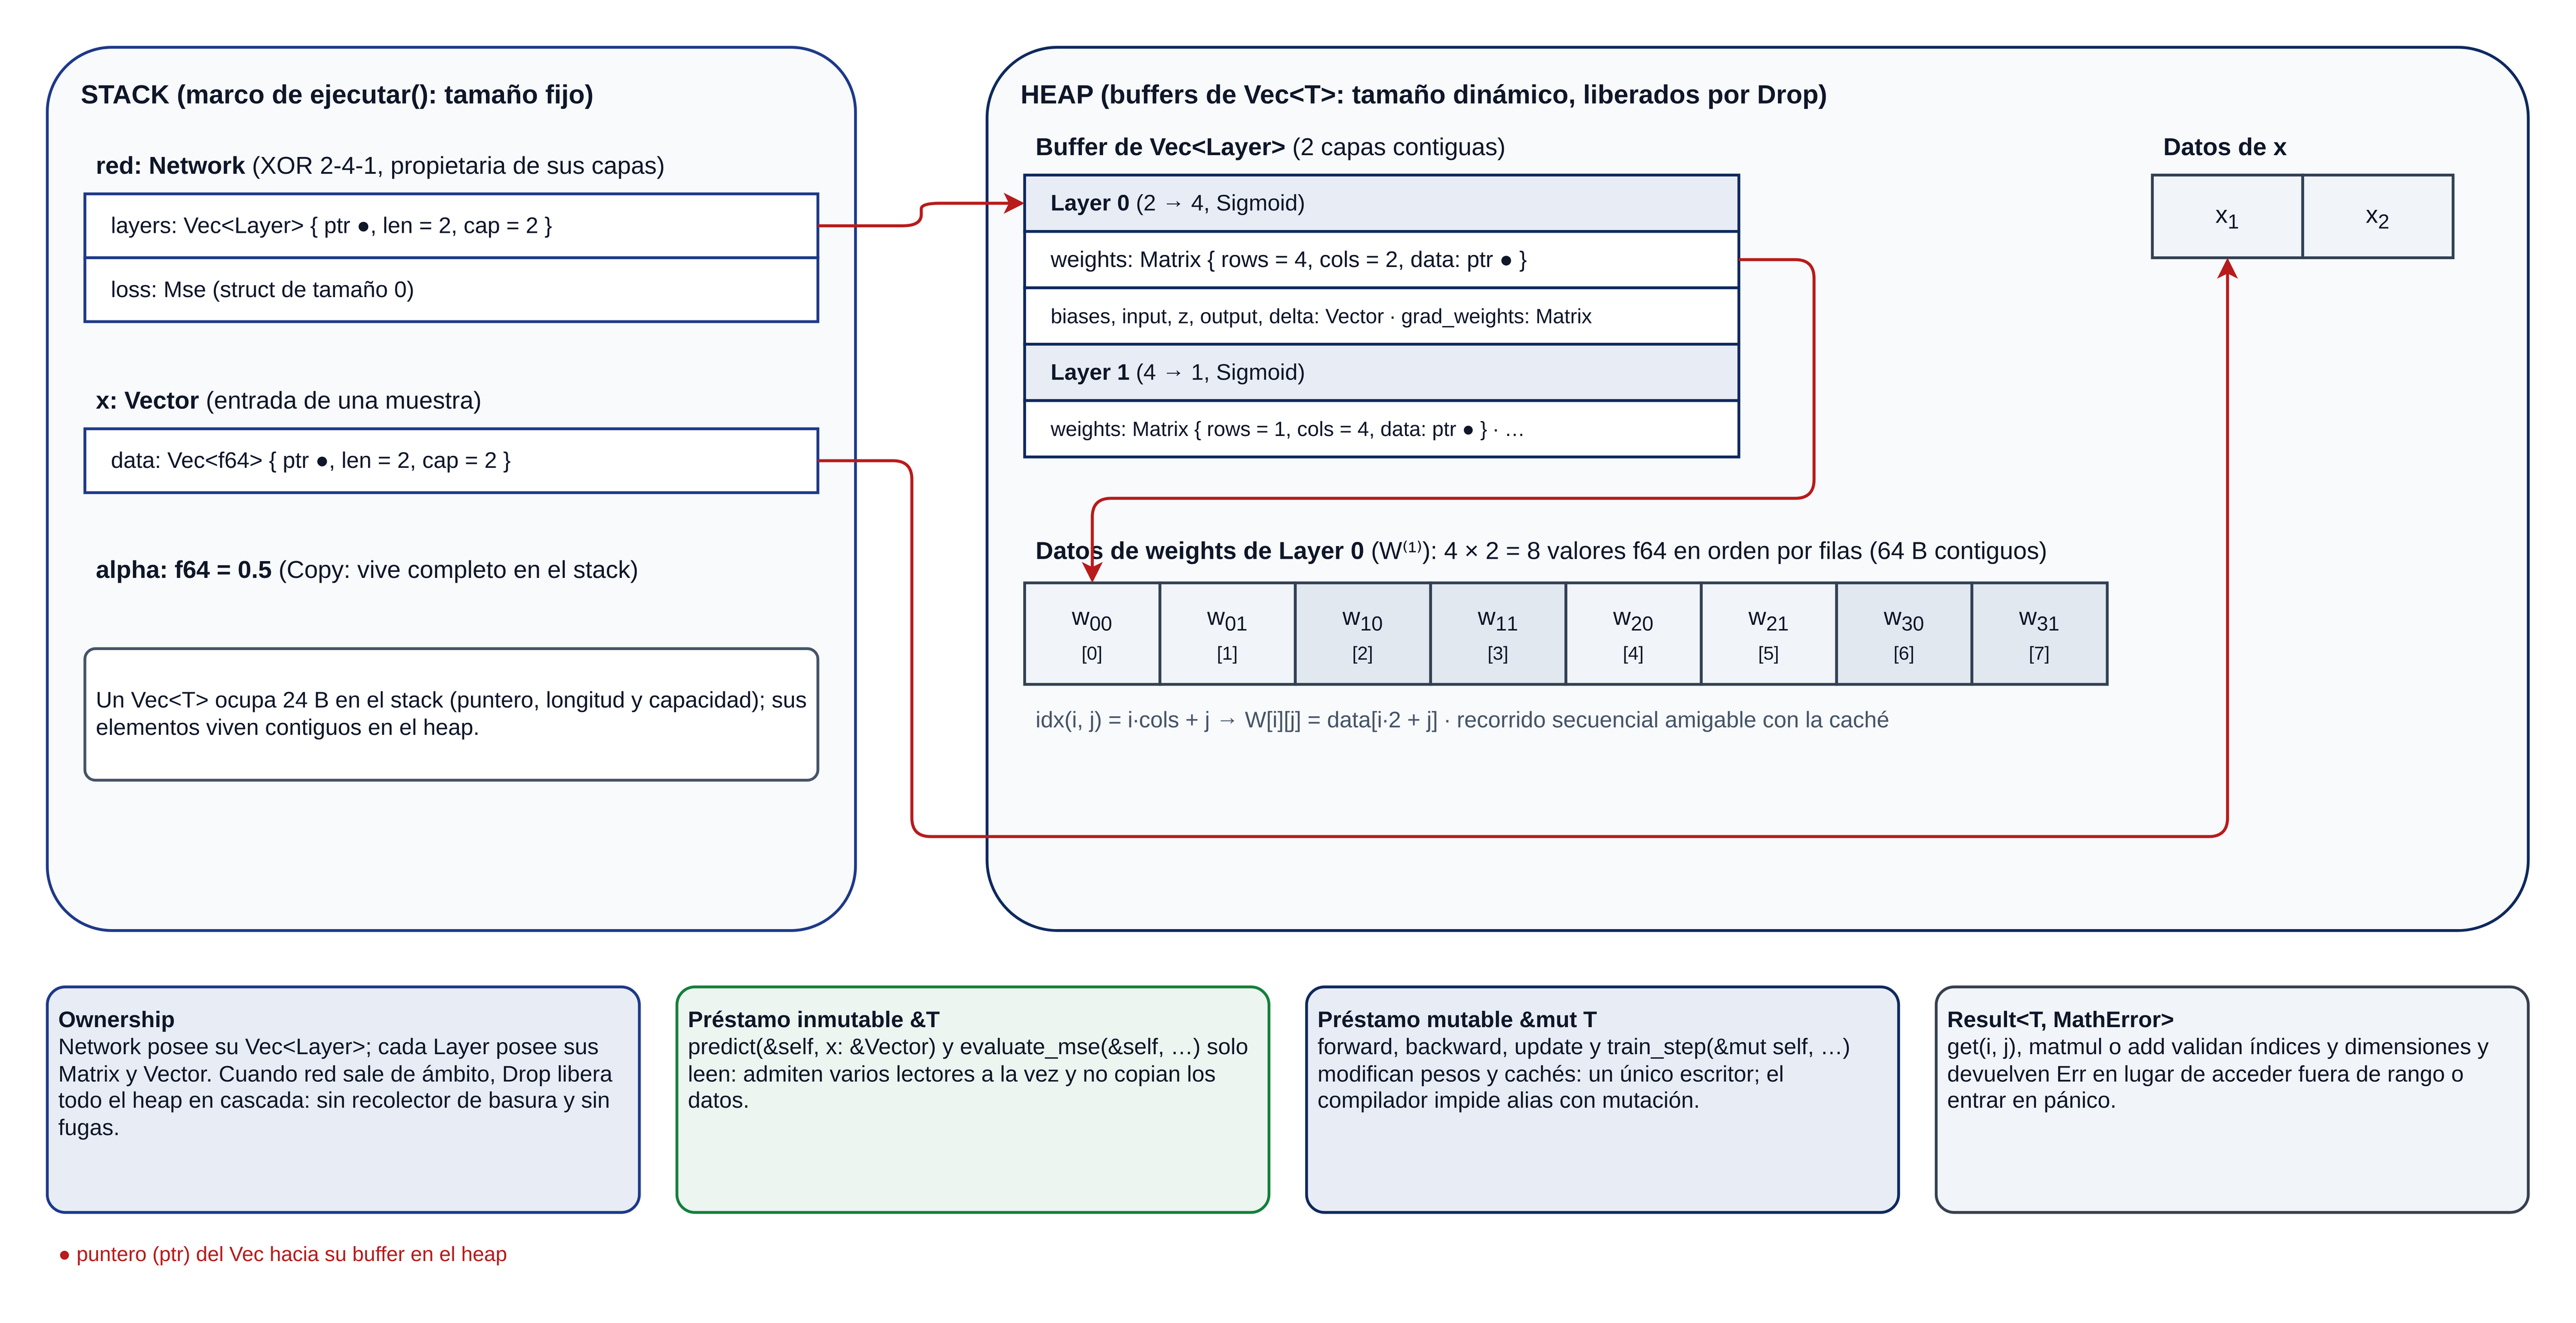 STACK (marco de ejecutar(): tamaño fijo)
red: Network (XOR 2-4-1, propietaria de sus capas)
layers: Vec<Layer> { ptr ●, len = 2, cap = 2 }
loss: Mse (struct de tamaño 0)
x: Vector (entrada de una muestra)
data: Vec<f64> { ptr ●, len = 2, cap = 2 }
alpha: f64 = 0.5 (Copy: vive completo en el stack)
Un Vec<T> ocupa 24 B en el stack (puntero, longitud y capacidad); sus
elementos viven contiguos en el heap.
HEAP (buffers de Vec<T>: tamaño dinámico, liberados por Drop)
Buffer de Vec<Layer> (2 capas contiguas)
Layer 0 (2 → 4, Sigmoid)
weights: Matrix { rows = 4, cols = 2, data: ptr ● }
biases, input, z, output, delta: Vector · grad_weights: Matrix
Layer 1 (4 → 1, Sigmoid)
weights: Matrix { rows = 1, cols = 4, data: ptr ● } · …
Datos de x
x₁ x₂
Datos de weights de Layer 0 (W⁽¹⁾): 4 × 2 = 8 valores f64 en orden por filas (64 B contiguos)
w₀₀ w₀₁ w₁₀ w₁₁ w₂₀ w₂₁ w₃₀ w₃₁
[0] [1] [2] [3] [4] [5] [6] [7]
idx(i, j) = i·cols + j → W[i][j] = data[i·2 + j] · recorrido secuencial amigable con la caché
Ownership
Network posee su Vec<Layer>; cada Layer posee sus
Matrix y Vector. Cuando red sale de ámbito, Drop libera
todo el heap en cascada: sin recolector de basura y sin
fugas.
Préstamo inmutable &T
predict(&self, x: &Vector) y evaluate_mse(&self, …) solo
leen: admiten varios lectores a la vez y no copian los
datos.
Préstamo mutable &mut T
forward, backward, update y train_step(&mut self, …)
modifican pesos y cachés: un único escritor; el
compilador impide alias con mutación.
Result<T, MathError>
get(i, j), matmul o add validan índices y dimensiones y
devuelven Err en lugar de acceder fuera de rango o
entrar en pánico.
● puntero (ptr) del Vec hacia su buffer en el heap